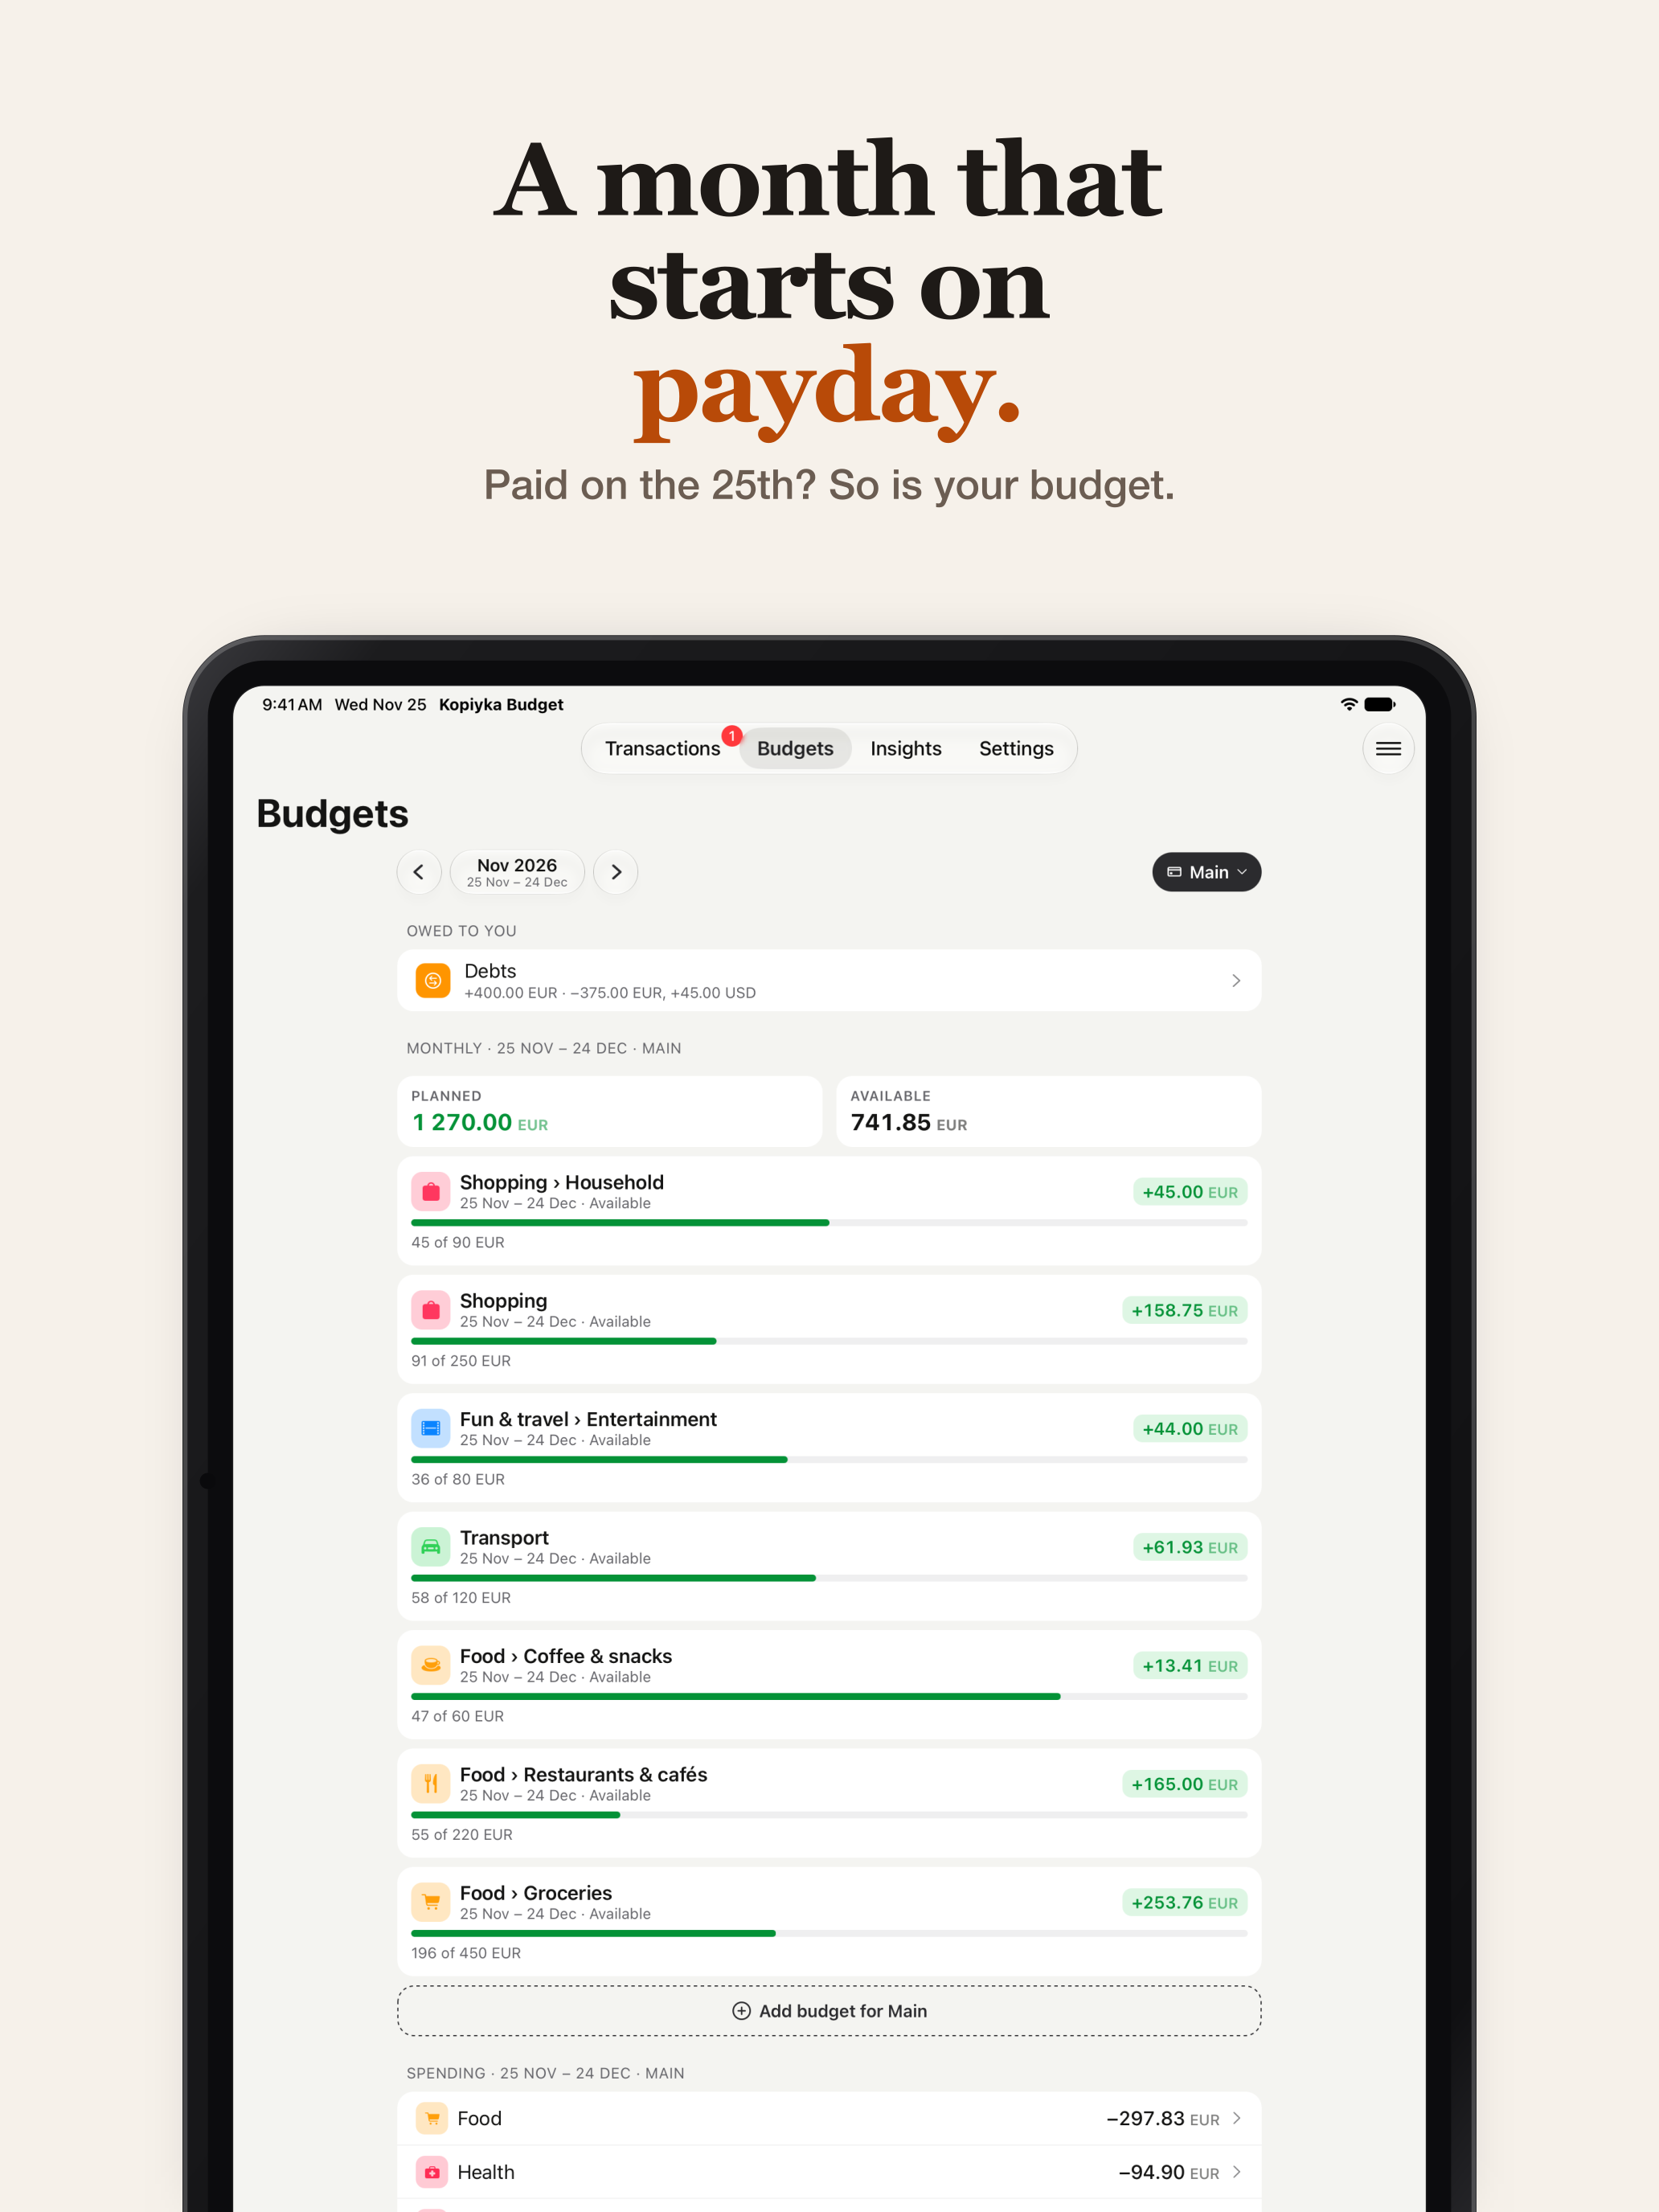 A month that
starts on
payday.
Paid on the 25th? So is your budget.
9:41 AM Wed Nov 25 Kopiyka Budget
Transactions 1 Budgets Insights Settings
Budgets
Nov 2026
25 Nov – 24 Dec
Main
OWED TO YOU
Debts
+400.00 EUR · −375.00 EUR, +45.00 USD
MONTHLY · 25 NOV – 24 DEC · MAIN
PLANNED
1 270.00 EUR
AVAILABLE
741.85 EUR
Shopping › Household
25 Nov – 24 Dec · Available
+45.00 EUR
45 of 90 EUR
Shopping
25 Nov – 24 Dec · Available
+158.75 EUR
91 of 250 EUR
Fun & travel › Entertainment
25 Nov – 24 Dec · Available
+44.00 EUR
36 of 80 EUR
Transport
25 Nov – 24 Dec · Available
+61.93 EUR
58 of 120 EUR
Food › Coffee & snacks
25 Nov – 24 Dec · Available
+13.41 EUR
47 of 60 EUR
Food › Restaurants & cafés
25 Nov – 24 Dec · Available
+165.00 EUR
55 of 220 EUR
Food › Groceries
25 Nov – 24 Dec · Available
+253.76 EUR
196 of 450 EUR
Add budget for Main
SPENDING · 25 NOV – 24 DEC · MAIN
Food −297.83 EUR
Health −94.90 EUR